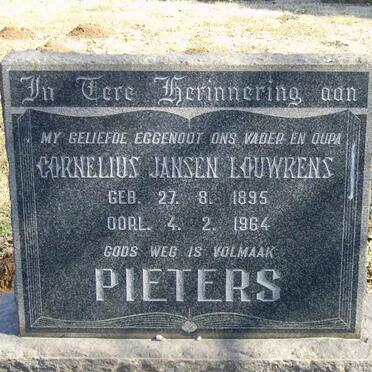 In Tere Herinnering aan
MY GELIEFDE EGGENOOT ONS VADER EN OUPA
CORNELIUS JANSEN LOUWRENS
GEB. 27. 8. 1895
OORL. 4. 2. 1964
GODS WEG IS VOLMAAK
PIETERS